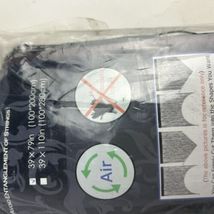 ENTANGLEMENT OF STRINGS)
39 X 79in (100*200cm)
39 X 110in (100*280cm)
Air
(The above pictures is for reference only)